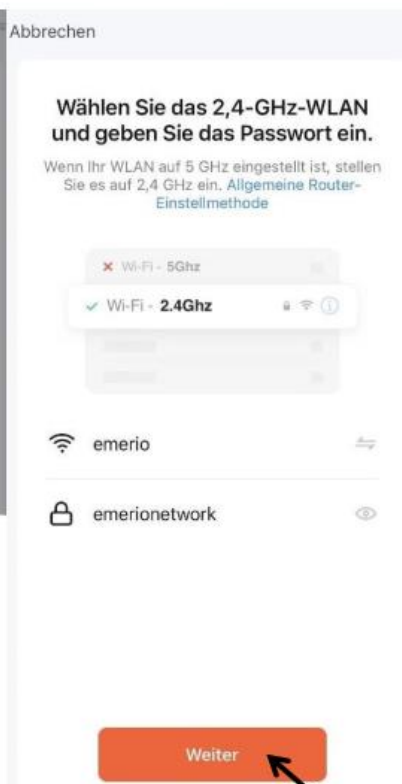 Abbrechen
Wählen Sie das 2,4-GHz-WLAN
und geben Sie das Passwort ein.
Wenn Ihr WLAN auf 5 GHz eingestellt ist, stellen
Sie es auf 2,4 GHz ein. Allgemeine Router-
Einstellmethode
Wi-Fi - 5Ghz
Wi-Fi - 2.4Ghz
emerio
emerionetwork
Weiter